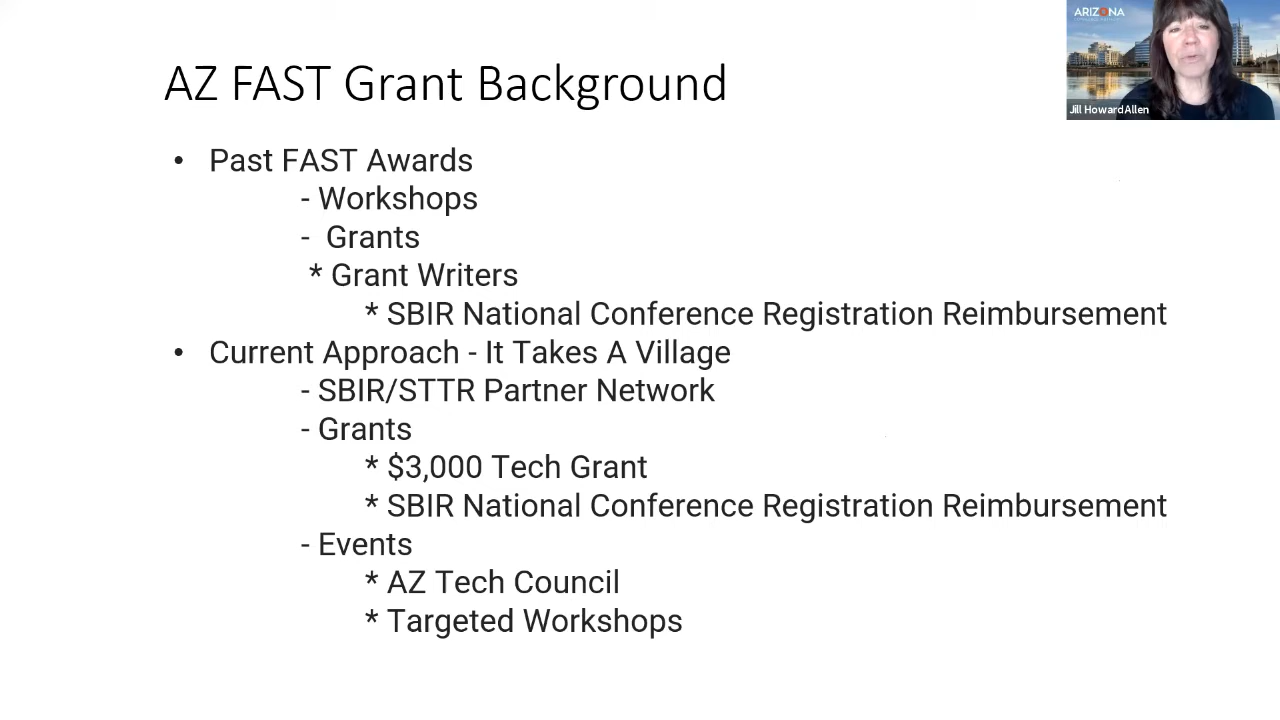 ARIZONA
AZ FAST Grant Background
Jill HowardAllen
• Past FAST Awards
- Workshops
- Grants
* Grant Writers
* SBIR National Conference Registration Reimbursement
• Current Approach - It Takes A Village
- SBIR/STTR Partner Network
- Grants
* $3,000 Tech Grant
* SBIR National Conference Registration Reimbursement
- Events
* AZ Tech Council
* Targeted Workshops